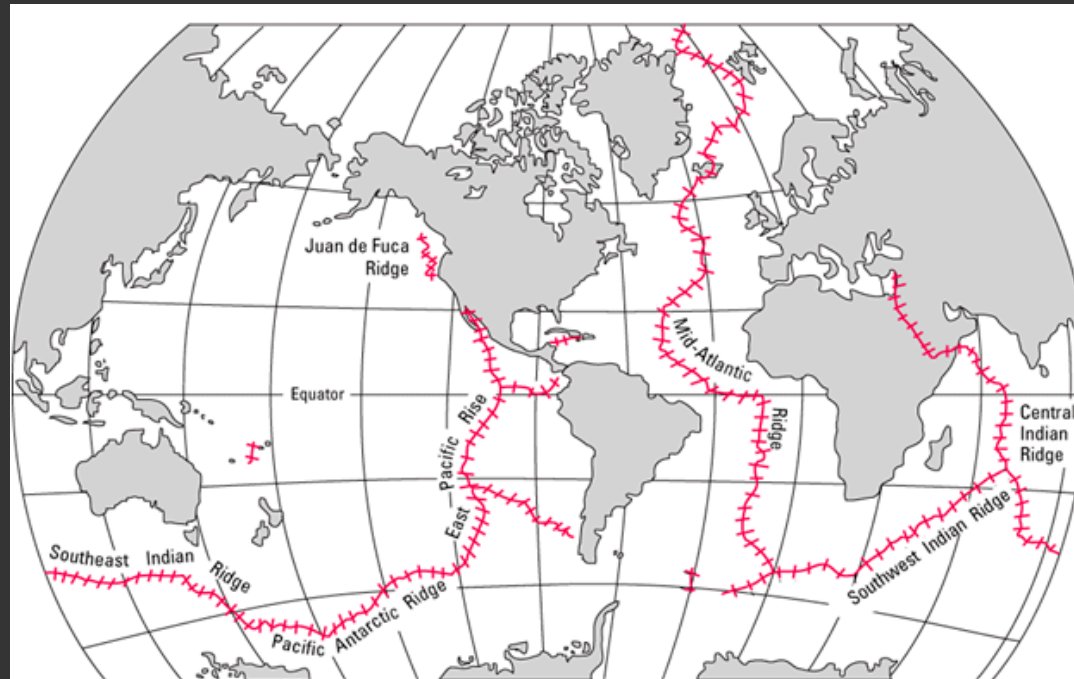 Juan de Fuca
Ridge
Mid-Atlantic
Ridge
Equator
East Pacific Rise
Central
Indian
Ridge
Southeast Indian Ridge
Pacific Antarctic Ridge
Southwest Indian Ridge